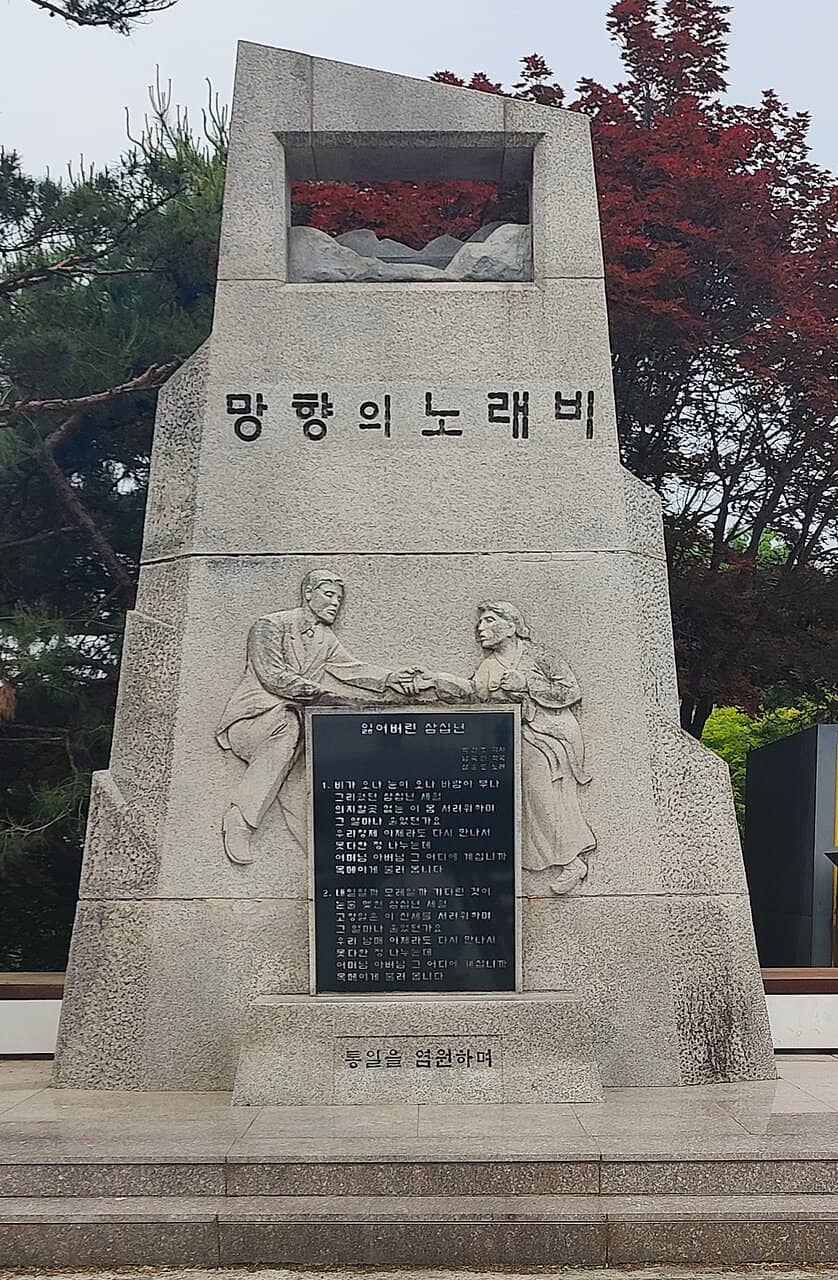 망향의 노래비
잃어버린 삼십년
작사
작곡
노래
1. 비가 오나 눈이 오나 바람이 부나
그리웠던 삼십년 세월
의지할곳 없는 이 몸 서러워하며
그 얼마나 울었던가요
우리형제 이제라도 다시 만나서
못다한 정 나누는데
어머님 아버님 그 어디에 계십니까
목메이게 불러 봅니다
2. 내일일까 모레일까 기다린 것이
눈물 맺힌 삼십년 세월
고향잃은 이 신세를 서러워하며
그 얼마나 울었던가요
우리 남매 이제라도 다시 만나서
못다한 정 나누는데
어머님 아버님 그 어디에 계십니까
목메이게 불러 봅니다
통일을 염원하며